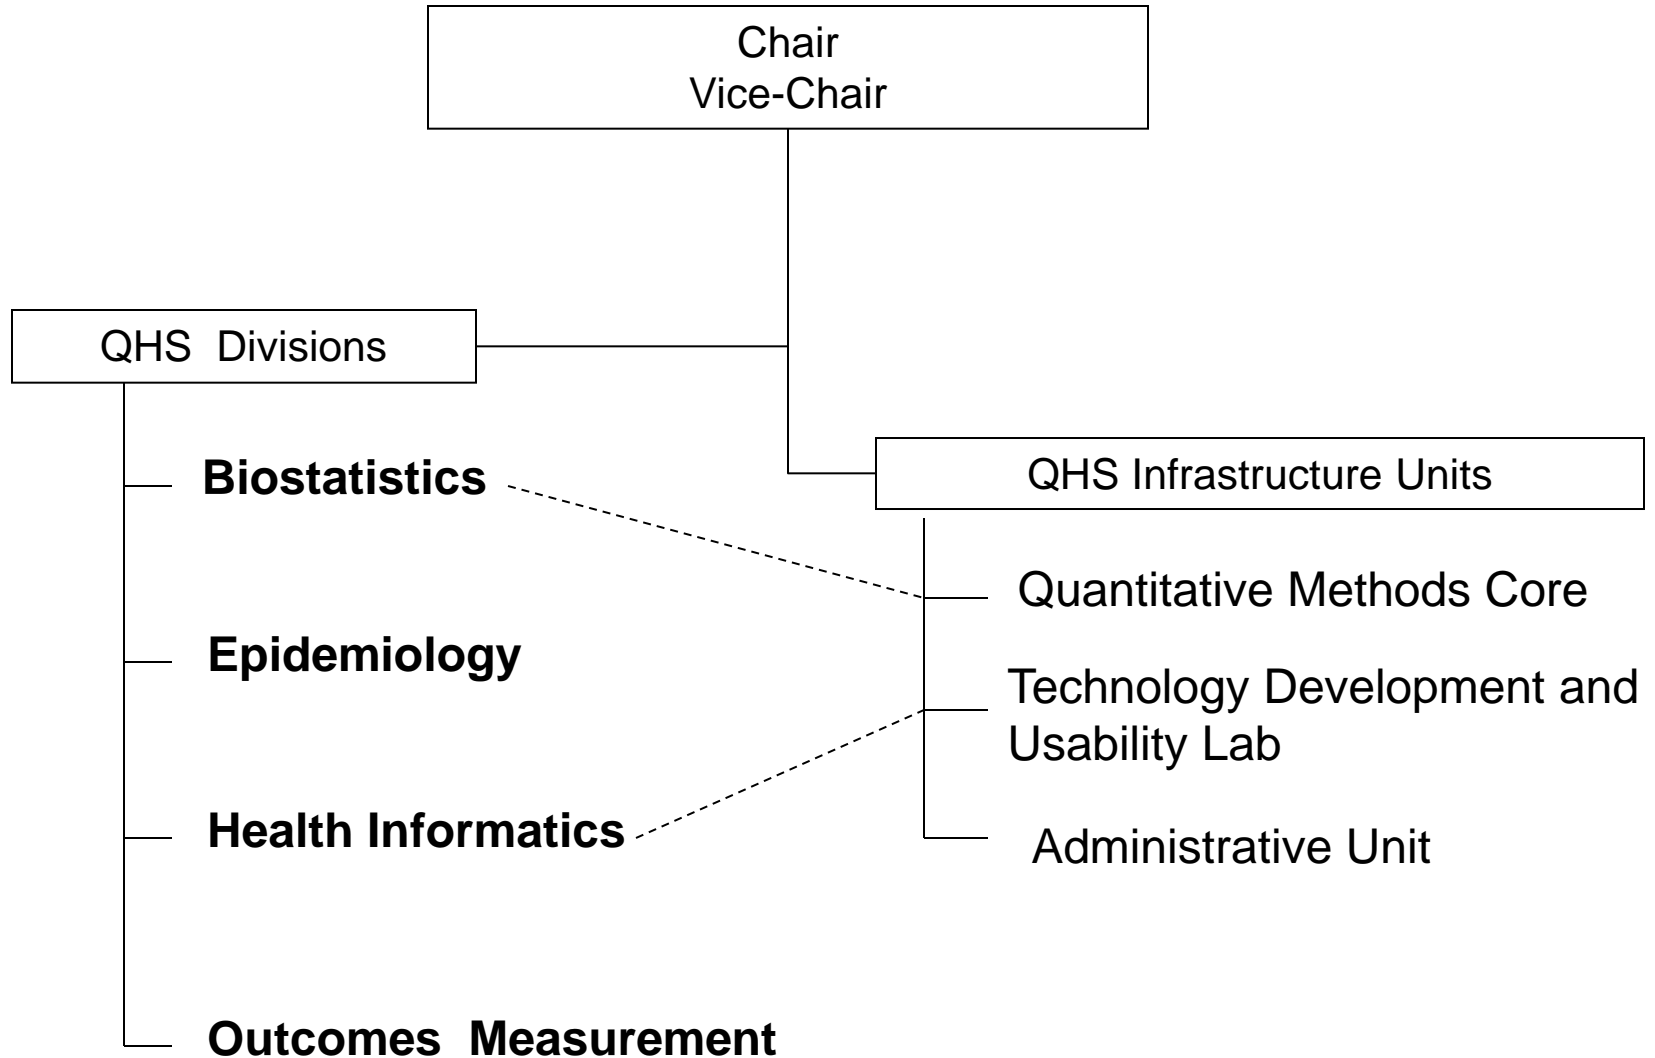 Chair
Vice-Chair
QHS Divisions
Biostatistics
Epidemiology
Health Informatics
Outcomes Measurement
QHS Infrastructure Units
Quantitative Methods Core
Technology Development and
Usability Lab
Administrative Unit